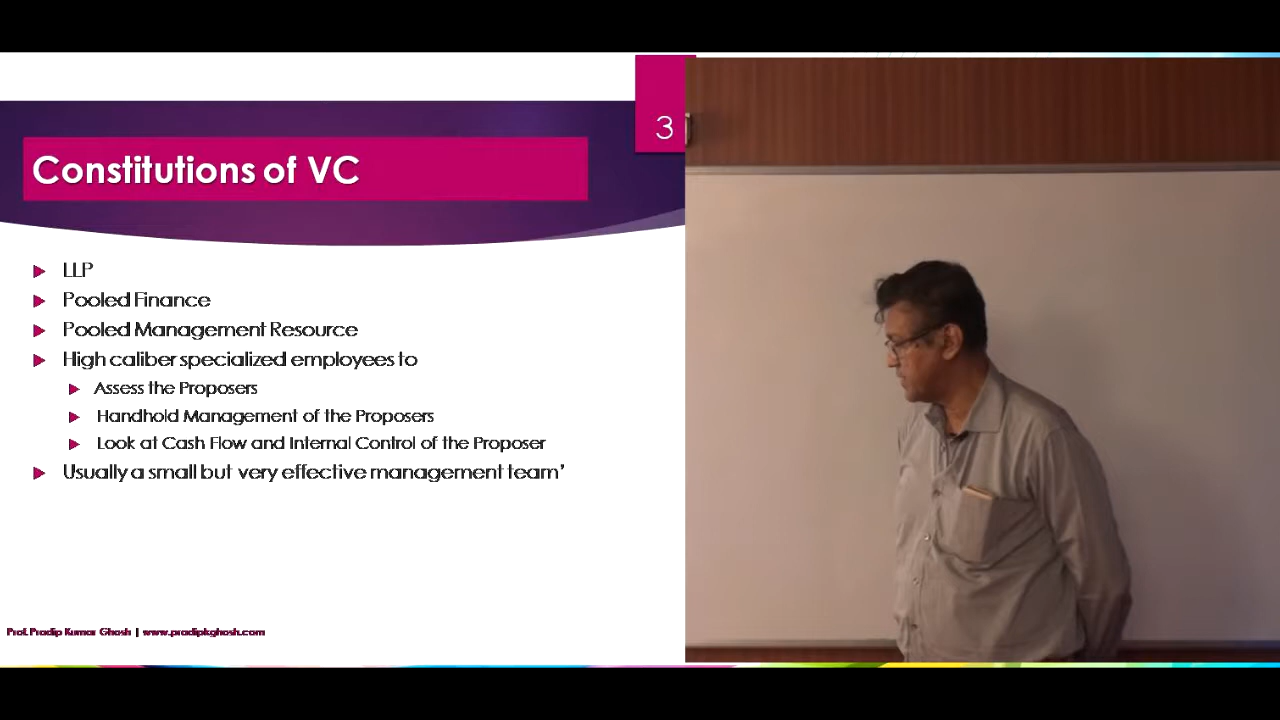 3
Constitutions of VC
LLP
Pooled Finance
Pooled Management Resource
High caliber specialized employees to
Assess the Proposers
Handhold Management of the Proposers
Look at Cash Flow and Internal Control of the Proposer
Usually a small but very effective management team'
Prof. Pradip Kumar Ghosh | www.pradipkghosh.com